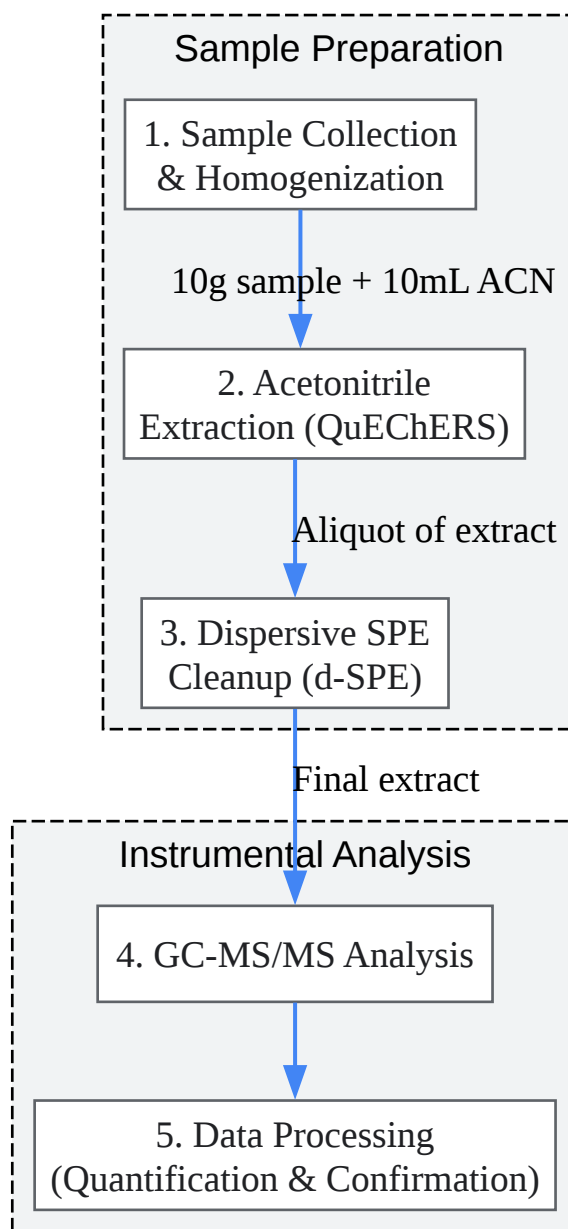 Sample Preparation
1. Sample Collection
& Homogenization
10g sample + 10mL ACN
2. Acetonitrile
Extraction (QuEChERS)
Aliquot of extract
3. Dispersive SPE
Cleanup (d-SPE)
Final extract
Instrumental Analysis
4. GC-MS/MS Analysis
5. Data Processing
(Quantification & Confirmation)